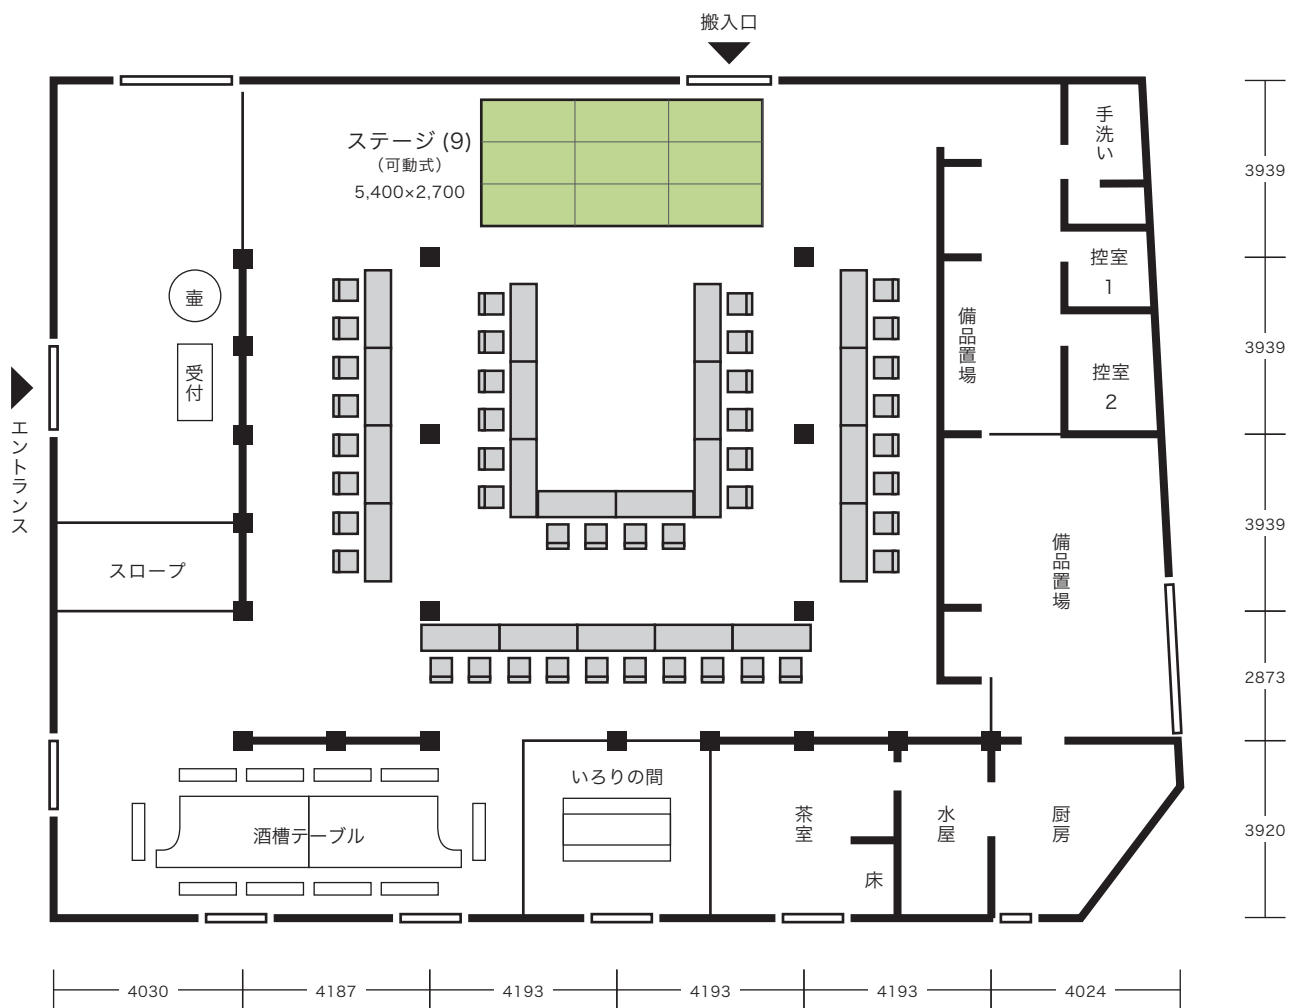 搬入口
ステージ (9)
（可動式）
5,400×2,700
手洗い
控室
1
控室
2
備品置場
備品置場
壷
受付
エントランス
スロープ
酒槽テーブル
いろりの間
茶室
床
水屋
厨房
3939
3939
3939
2873
3920
4030
4187
4193
4193
4193
4024